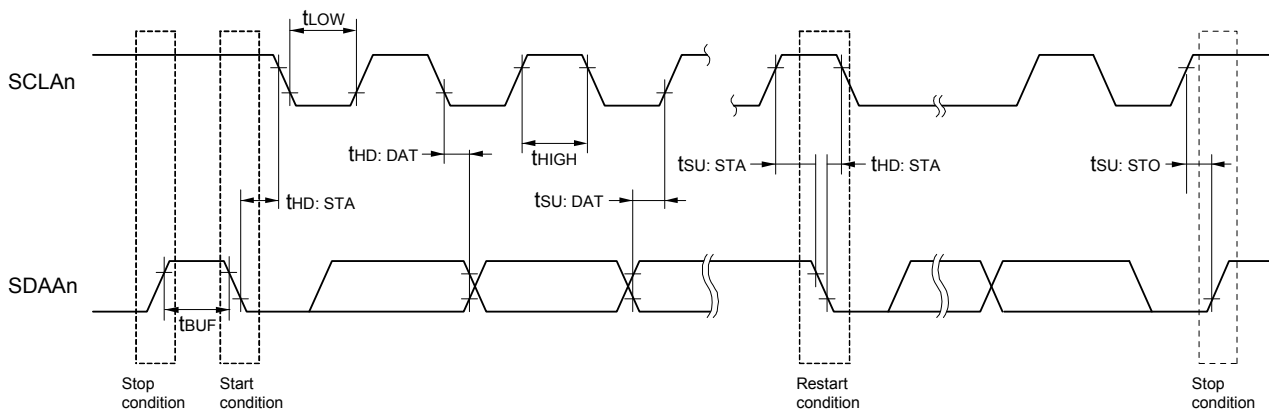 tLOW
SCLAn
tHD: DAT
tHIGH
tSU: STA
tHD: STA
tSU: STO
tHD: STA
tSU: DAT
SDAAn
tBUF
Stop
condition
Start
condition
Restart
condition
Stop
condition